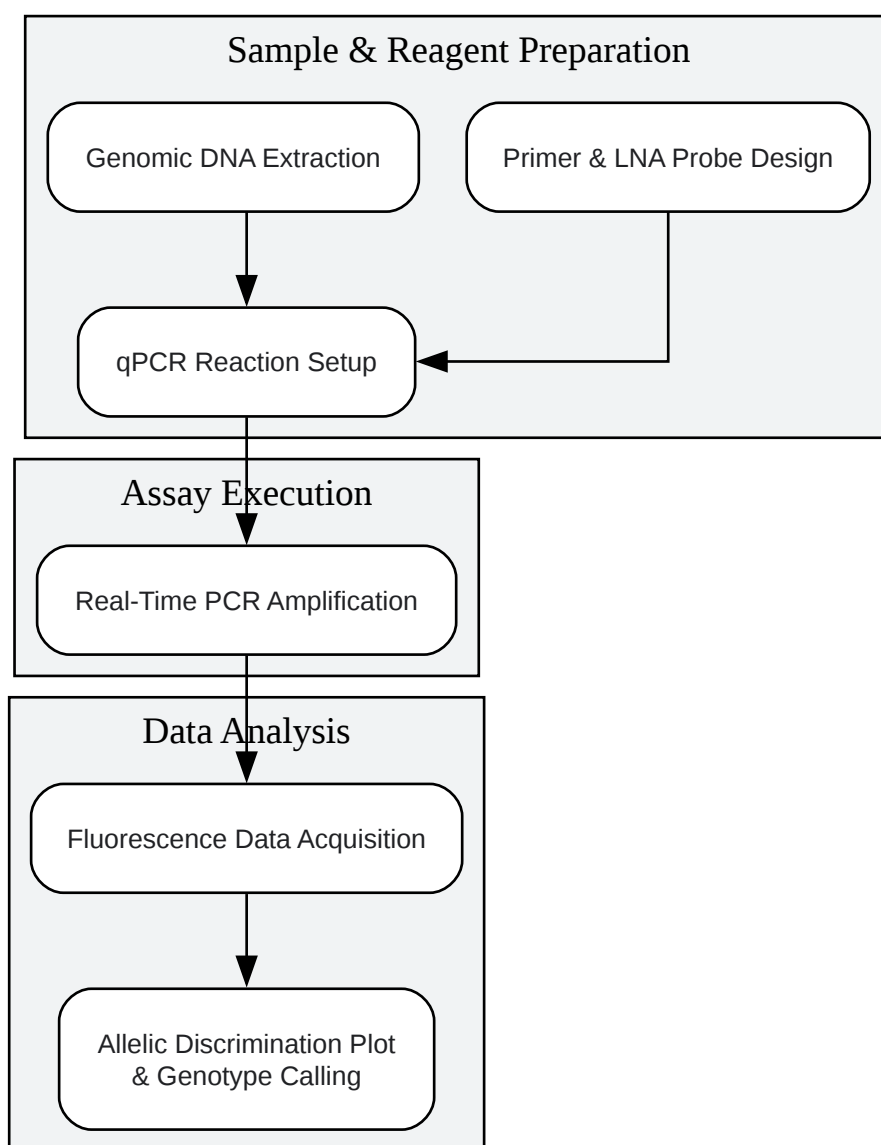 Sample & Reagent Preparation
Genomic DNA Extraction
Primer & LNA Probe Design
qPCR Reaction Setup
Assay Execution
Real-Time PCR Amplification
Data Analysis
Fluorescence Data Acquisition
Allelic Discrimination Plot
& Genotype Calling